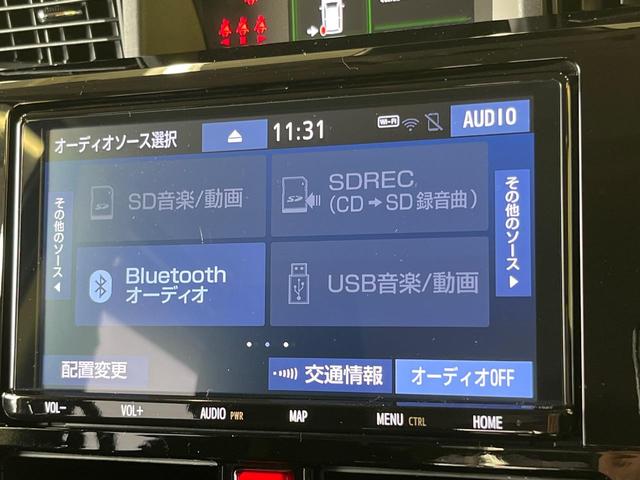 オーディオソース選択
11:31
Wi-Fi
AUDIO
その他のソース
SD
SD音楽/動画
SD
SDREC
(CD→SD録音曲)
その他のソース
Bluetooth
オーディオ
USB音楽/動画
配置変更
交通情報
オーディオOFF
VOL-
VOL+
AUDIO PWR
MAP
MENU CTRL
HOME